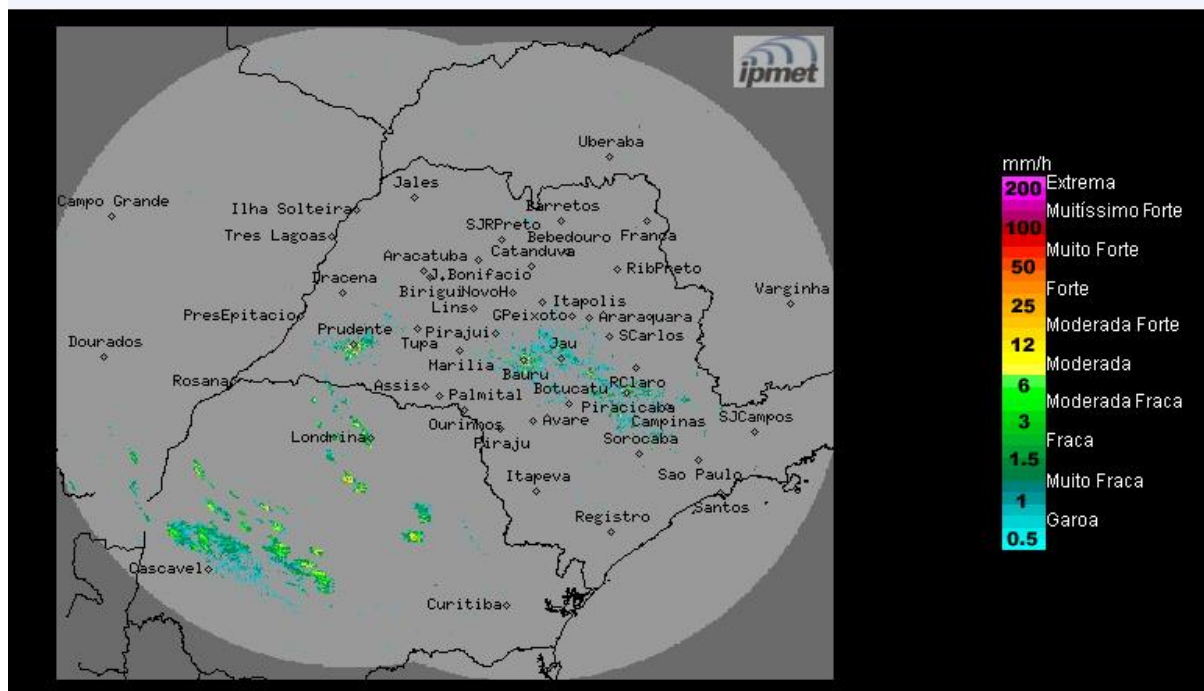 ipmet
Uberaba
Jales
Campo Grande
Ilha Solteira
Barretos
SJRPreto
Tres Lagoas
Bebedouro
Franca
Aracatuba
Catanduva
J.Bonifacio
RibPreto
Dracena
Birigui
NovoH
Varginha
Itapolis
Lins
PresEpitacio
GPeixoto
Araraquara
Prudente
Pirajui
SCarlos
Tupa
Jau
Dourados
Marilia
Bauru
Rosana
Assis
Botucatu
RClaro
Palmital
Piracicaba
SJCampos
Ourinhos
Avare
Campinas
Londrina
Piraju
Sorocaba
Itapeva
Sao Paulo
Santos
Registro
Cascavel
Curitiba
mm/h
200 Extrema
Muitíssimo Forte
100
Muito Forte
50
Forte
25
Moderada Forte
12
Moderada
6
Moderada Fraca
3
Fraca
1.5
Muito Fraca
1
Garoa
0.5